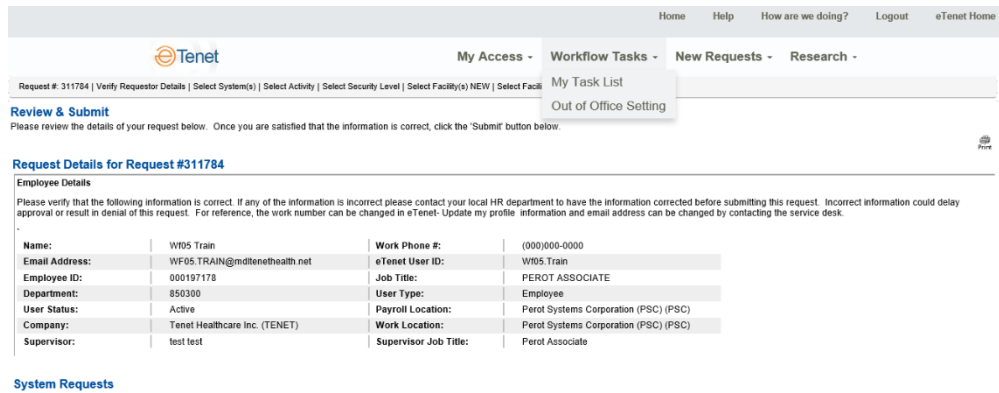 Home Help How are we doing? Logout eTenet Home
eTenet My Access Workflow Tasks New Requests Research
My Task List
Out of Office Setting
Request #: 311784 | Verify Requestor Details | Select System(s) | Select Activity | Select Security Level | Select Facility(s) NEW | Select Facili
Review & Submit
Please review the details of your request below. Once you are satisfied that the information is correct, click the 'Submit' button below.
Print
Request Details for Request #311784
Employee Details
Please verify that the following information is correct. If any of the information is incorrect please contact your local HR department to have the information corrected before submitting this request. Incorrect information could delay
approval or result in denial of this request. For reference, the work number can be changed in eTenet- Update my profile information and email address can be changed by contacting the service desk.
.
Name: Wf05 Train Work Phone #: (000)000-0000
Email Address: WF05.TRAIN@mditenethealth.net eTenet User ID: Wf05.Train
Employee ID: 000197178 Job Title: PEROT ASSOCIATE
Department: 850300 User Type: Employee
User Status: Active Payroll Location: Perot Systems Corporation (PSC) (PSC)
Company: Tenet Healthcare Inc. (TENET) Work Location: Perot Systems Corporation (PSC) (PSC)
Supervisor: test test Supervisor Job Title: Perot Associate
System Requests